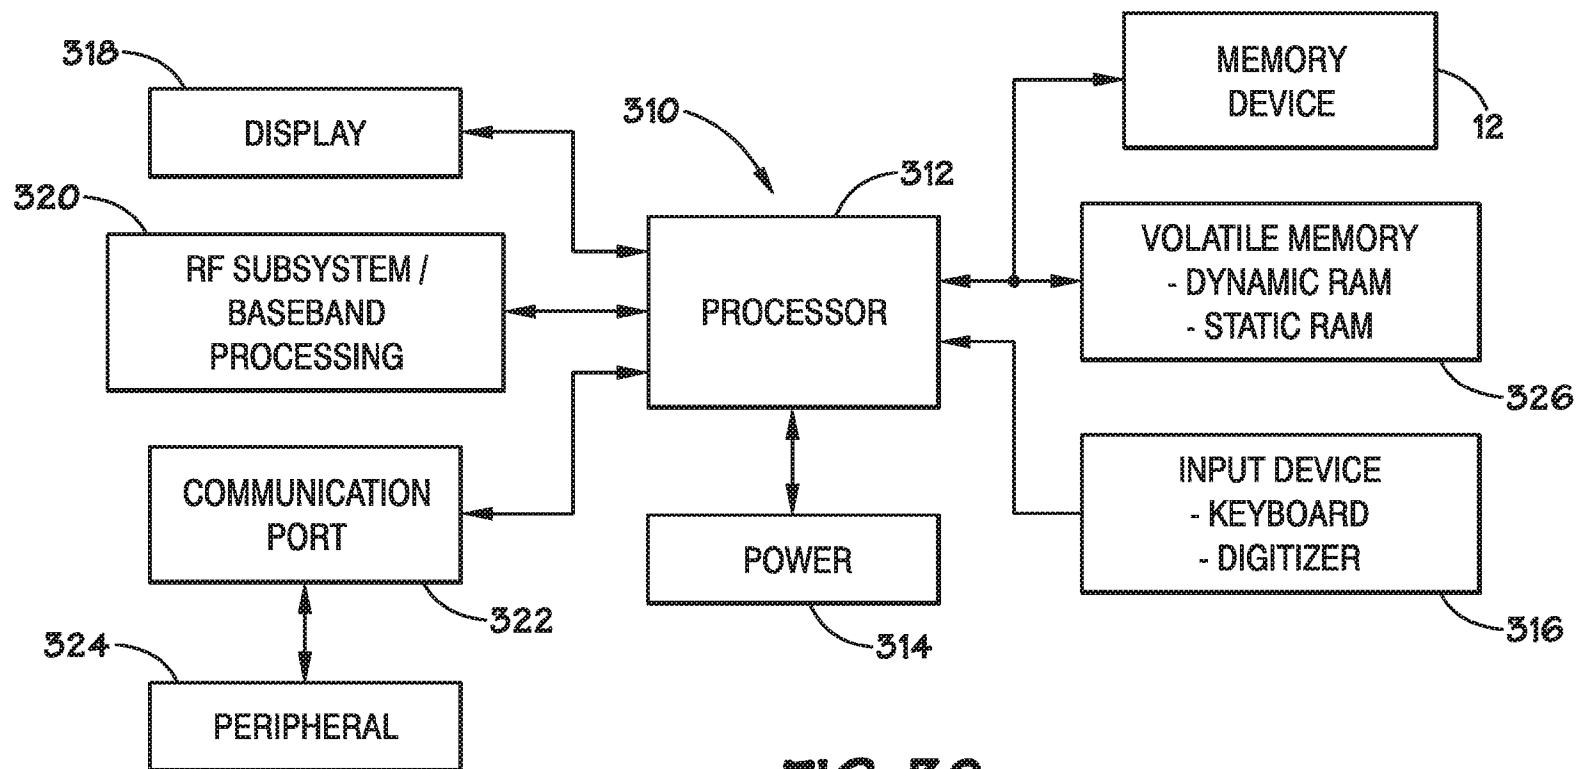 318
DISPLAY
320
RF SUBSYSTEM /
BASEBAND
PROCESSING
COMMUNICATION
PORT
322
324
PERIPHERAL
310
312
PROCESSOR
POWER
314
MEMORY
DEVICE
12
VOLATILE MEMORY
- DYNAMIC RAM
- STATIC RAM
326
INPUT DEVICE
- KEYBOARD
- DIGITIZER
316